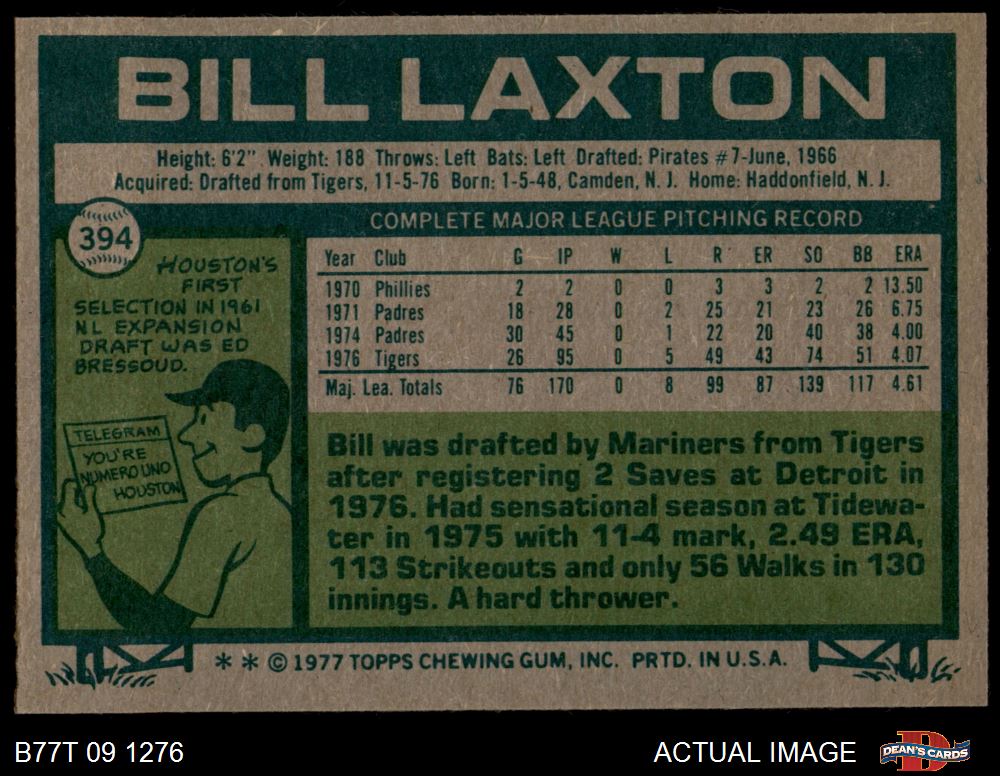 BILL LAXTON
Height: 6'2" Weight: 188 Throws: Left Bats: Left Drafted: Pirates #7-June, 1966
Acquired: Drafted from Tigers, 11-5-76 Born: 1-5-48, Camden, N. J. Home: Haddonfield, N. J.
394
HOUSTON'S
FIRST
SELECTION IN 1961
NL EXPANSION
DRAFT WAS ED
BRESSOUD.
TELEGRAM
YOU'RE
NUMERO UNO
HOUSTON
COMPLETE MAJOR LEAGUE PITCHING RECORD
Year Club G IP W L R ER SO BB ERA
1970 Phillies 2 2 0 0 3 3 2 2 13.50
1971 Padres 18 28 0 2 25 21 23 26 6.75
1974 Padres 30 45 0 1 22 20 40 38 4.00
1976 Tigers 26 95 0 5 49 43 74 51 4.07
Maj. Lea. Totals 76 170 0 8 99 87 139 117 4.61
Bill was drafted by Mariners from Tigers
after registering 2 Saves at Detroit in
1976. Had sensational season at Tidewa-
ter in 1975 with 11-4 mark, 2.49 ERA,
113 Strikeouts and only 56 Walks in 130
innings. A hard thrower.
* * © 1977 TOPPS CHEWING GUM, INC. PRTD. IN U.S.A.
B77T 09 1276
ACTUAL IMAGE
D
DEAN'S CARDS